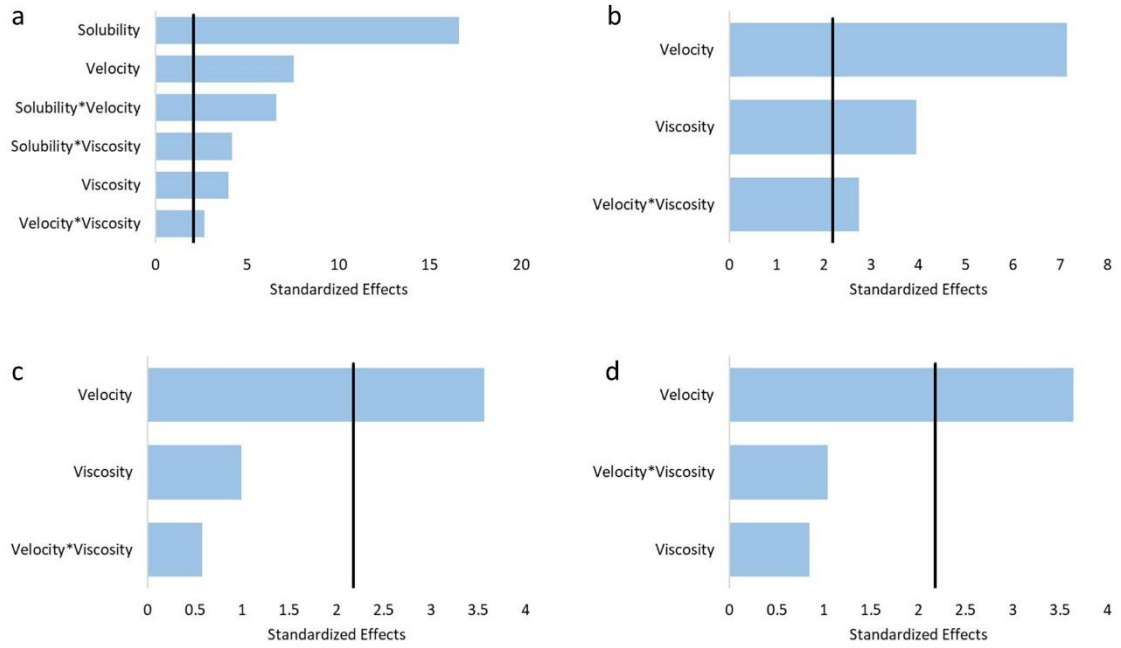 a
Solubility
Velocity
Solubility*Velocity
Solubility*Viscosity
Viscosity
Velocity*Viscosity
0 5 10 15 20
Standardized Effects
b
Velocity
Viscosity
Velocity*Viscosity
0 1 2 3 4 5 6 7 8
Standardized Effects
c
Velocity
Viscosity
Velocity*Viscosity
0 0.5 1 1.5 2 2.5 3 3.5 4
Standardized Effects
d
Velocity
Velocity*Viscosity
Viscosity
0 0.5 1 1.5 2 2.5 3 3.5 4
Standardized Effects